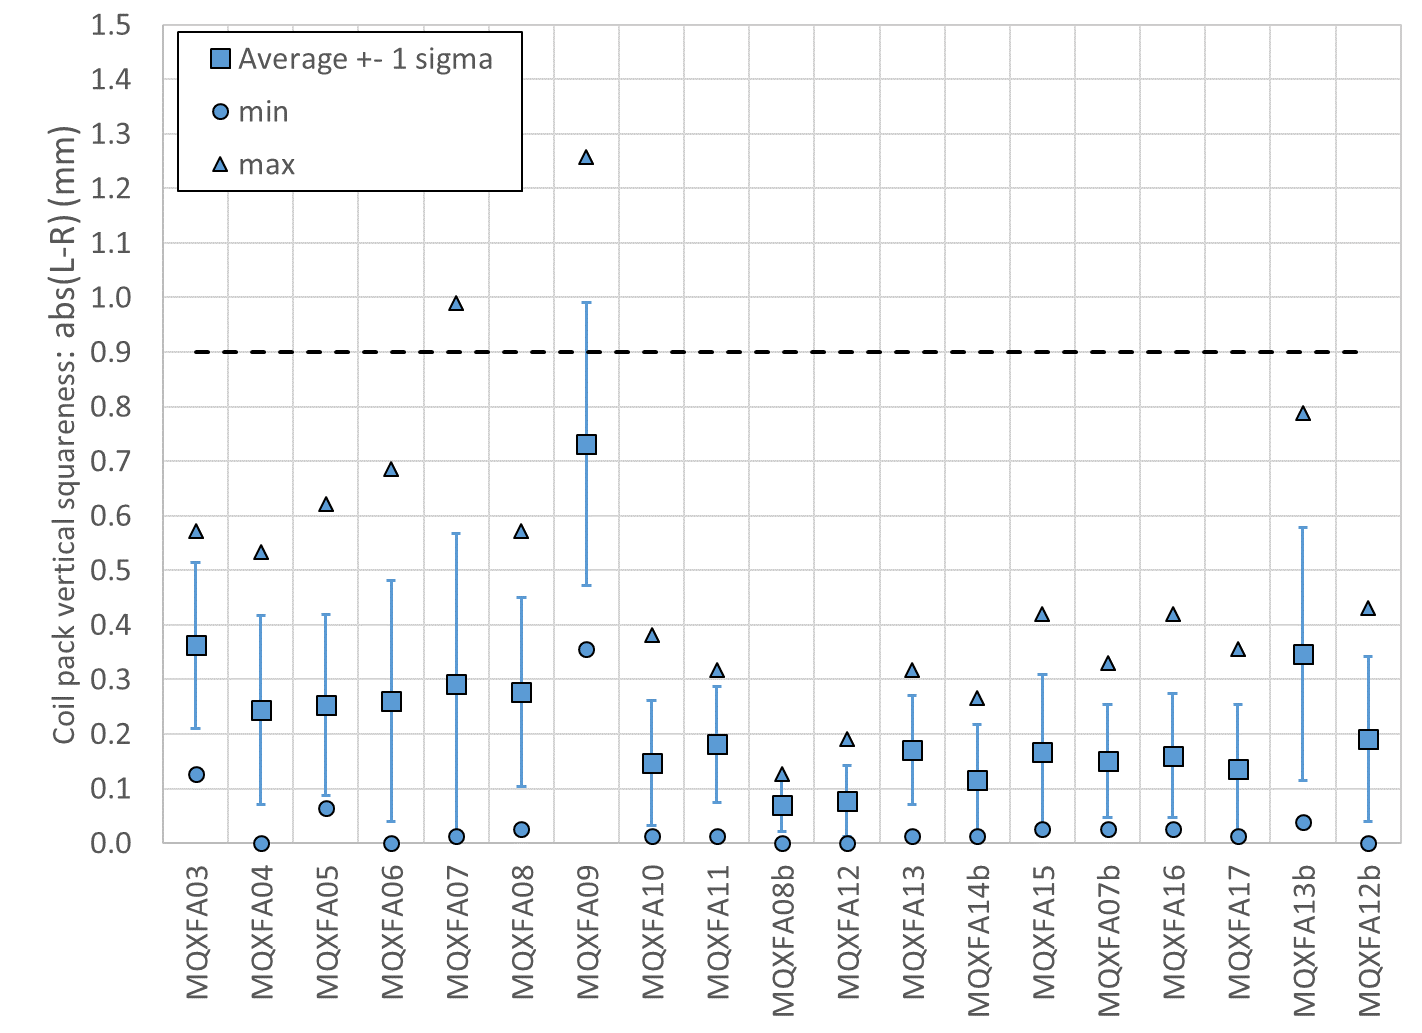 Coil pack vertical squareness: abs(L-R) (mm)
1.5
1.4
1.3
1.2
1.1
1.0
0.9
0.8
0.7
0.6
0.5
0.4
0.3
0.2
0.1
0.0
Average +- 1 sigma
min
max
MQXFA03
MQXFA04
MQXFA05
MQXFA06
MQXFA07
MQXFA08
MQXFA09
MQXFA10
MQXFA11
MQXFA08b
MQXFA12
MQXFA13
MQXFA14b
MQXFA15
MQXFA07b
MQXFA16
MQXFA17
MQXFA13b
MQXFA12b